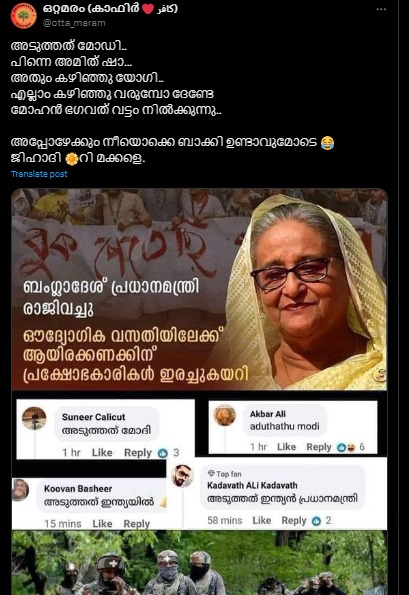 ഒറ്റമരം (കാഫിർ❤️كافر)
@otta_maram
അടുത്തത് മോഡി..
പിന്നെ അമിത് ഷാ...
അതും കഴിഞ്ഞു യോഗി..
എല്ലാം കഴിഞ്ഞു വരുമ്പോ ദേണ്ടേ
മോഹൻ ഭഗവത് വട്ടം നിൽക്കുന്നു..
അപ്പോഴേക്കും നീയൊക്കെ ബാക്കി ഉണ്ടാവുമോടെ 😂
ജിഹാദി 🌼റി മക്കളെ.
Translate post
ബംഗ്ലാദേശ് പ്രധാനമന്ത്രി
രാജിവച്ചു
ഔദ്യോഗിക വസതിയിലേക്ക്
ആയിരക്കണക്കിന്
പ്രക്ഷോഭകാരികൾ ഇരച്ചുകയറി
Suneer Calicut
അടുത്തത് മോദി
1 hr Like Reply 3
Akbar Ali
aduthathu modi
1 hr Like Reply 6
Koovan Basheer
അടുത്തത് ഇന്ത്യയിൽ
15 mins Like Reply
Top fan
Kadavath ALi Kadavath
അടുത്തത് ഇന്ത്യൻ പ്രധാനമന്ത്രി
58 mins Like Reply 2